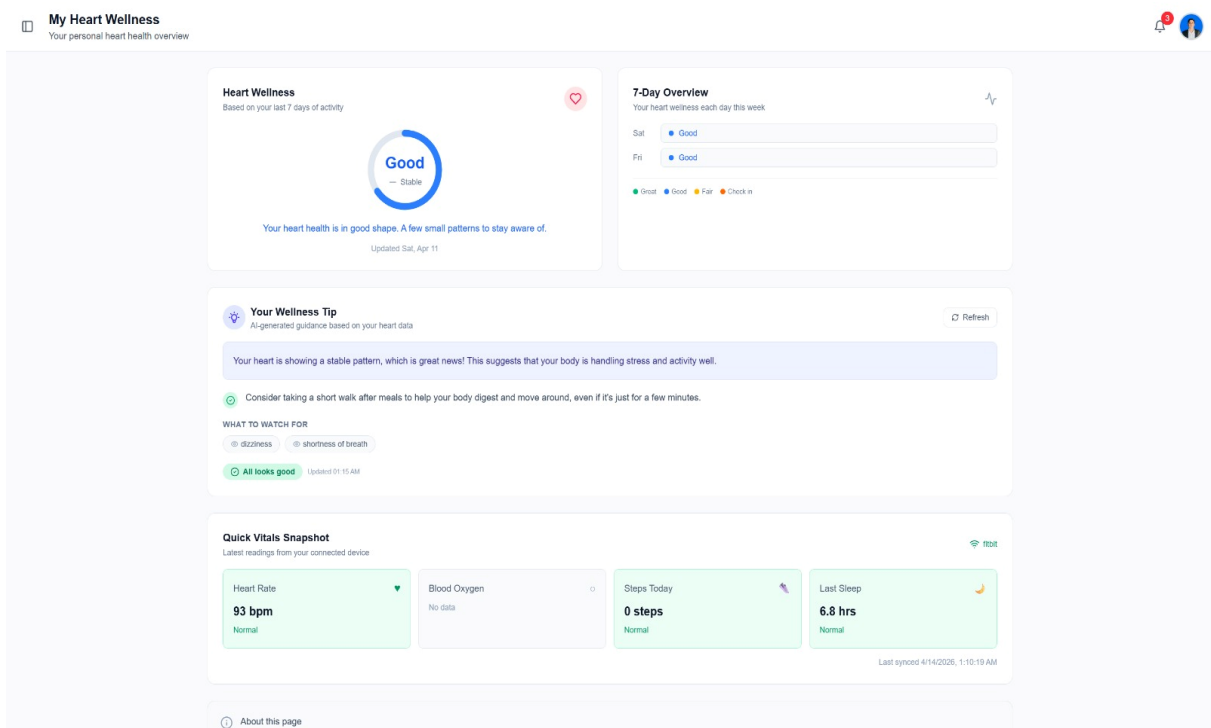 My Heart Wellness
Your personal heart health overview
3
Heart Wellness
Based on your last 7 days of activity
Good
— Stable
Your heart health is in good shape. A few small patterns to stay aware of.
Updated Sat, Apr 11
7-Day Overview
Your heart wellness each day this week
Sat Good
Fri Good
Great Good Fair Check in
Your Wellness Tip
AI-generated guidance based on your heart data
Refresh
Your heart is showing a stable pattern, which is great news! This suggests that your body is handling stress and activity well.
Consider taking a short walk after meals to help your body digest and move around, even if it's just for a few minutes.
WHAT TO WATCH FOR
dizziness shortness of breath
All looks good Updated 01:15 AM
Quick Vitals Snapshot
Latest readings from your connected device
fitbit
Heart Rate
93 bpm
Normal
Blood Oxygen
No data
Steps Today
0 steps
Normal
Last Sleep
6.8 hrs
Normal
Last synced 4/14/2026, 1:10:19 AM
About this page